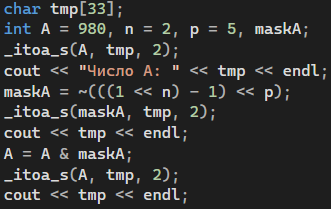 char tmp[33];
int A = 980, n = 2, p = 5, maskA;
_itoa_s(A, tmp, 2);
cout << "Число A: " << tmp << endl;
maskA = ~(((1 << n) - 1) << p);
_itoa_s(maskA, tmp, 2);
cout << tmp << endl;
A = A & maskA;
_itoa_s(A, tmp, 2);
cout << tmp << endl;